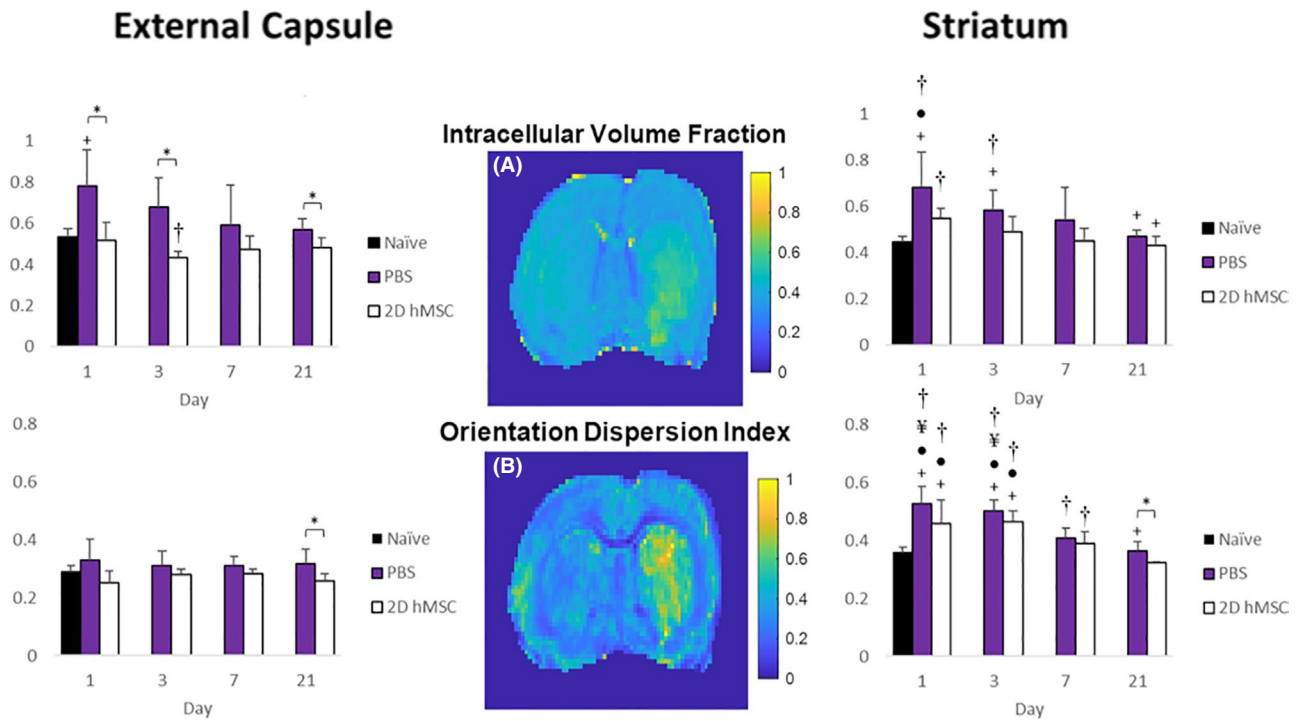 External Capsule
Striatum
*
+
*
†
*
1
0.8
0.6
0.4
0.2
0
1 3 7 21
Day
Naïve
PBS
2D hMSC
Intracellular Volume Fraction
(A)
1
0.8
0.6
0.4
0.2
0
†
●
+
†
†
+
+ +
1
0.8
0.6
0.4
0.2
0
1 3 7 21
Day
Naïve
PBS
2D hMSC
0.8
0.6
0.4
0.2
0
*
1 3 7 21
Day
Naïve
PBS
2D hMSC
Orientation Dispersion Index
(B)
1
0.8
0.6
0.4
0.2
0
0.8
0.6
0.4
0.2
0
†
¥
●
+
†
●
+
†
¥
●
+
†
●
+
† †
*
+
1 3 7 21
Day
Naïve
PBS
2D hMSC